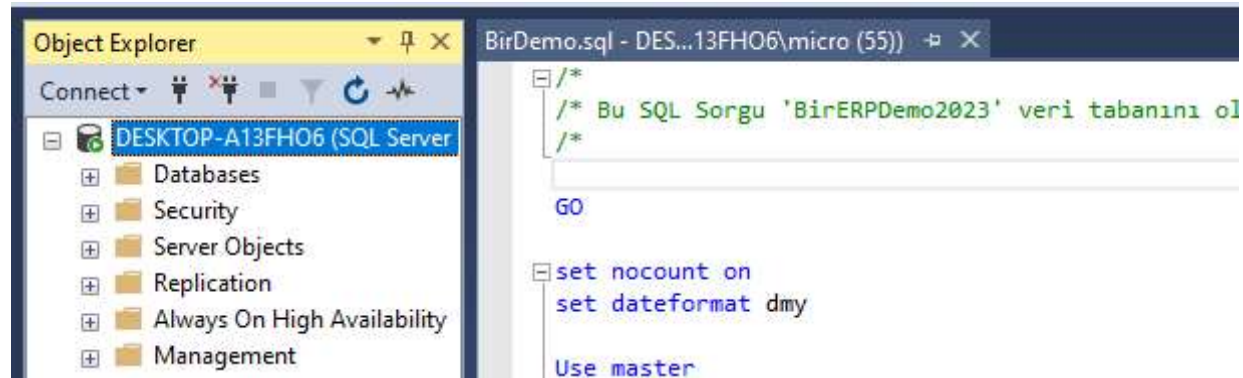 Object Explorer
Connect
DESKTOP-A13FHO6 (SQL Server
Databases
Security
Server Objects
Replication
Always On High Availability
Management
BirDemo.sql - DES...13FHO6\micro (55))
/*
/* Bu SQL Sorgu 'BirERPDemo2023' veri tabanını ol
/*
GO
set nocount on
set dateformat dmy
Use master